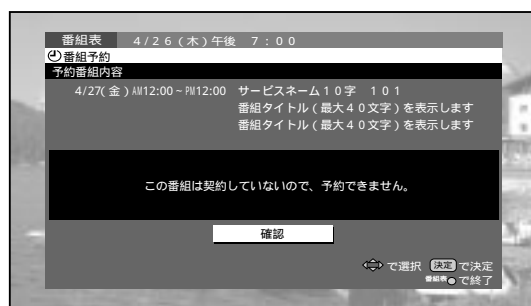 番組表 4/26(木)午後 7:00
番組予約
予約番組内容
4/27(金)AM12:00~PM12:00 サービスネーム10字 101
番組タイトル(最大40文字)を表示します
番組タイトル(最大40文字)を表示します
この番組は契約していないので、予約できません。
確認
で選択 決定 で決定
番組表 で終了